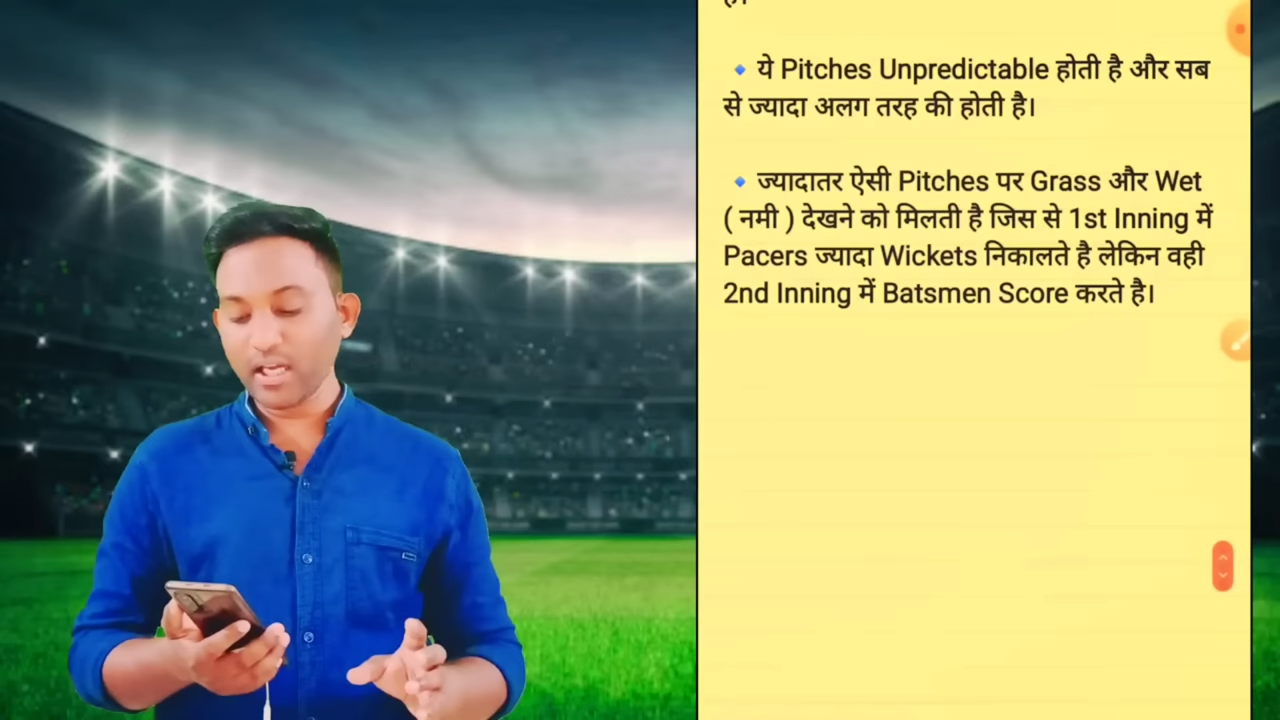 🔹ये Pitches Unpredictable होती है और सब
से ज्यादा अलग तरह की होती है।
🔹ज्यादातर ऐसी Pitches पर Grass और Wet
( नमी ) देखने को मिलती है जिस से 1st Inning में
Pacers ज्यादा Wickets निकालते है लेकिन वही
2nd Inning में Batsmen Score करते है।